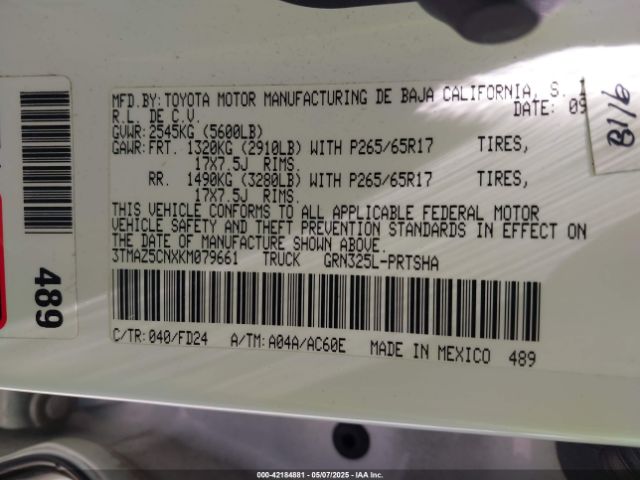 MFD.BY: TOYOTA MOTOR MANUFACTURING DE BAJA CALIFORNIA, S.
R.L. DE C.V. DATE: 09
GVWR: 2545KG (5600LB)
GAWR: FRT. 1320KG (2910LB) WITH P265/65R17 TIRES,
17X7.5J RIMS.
RR. 1490KG (3280LB) WITH P265/65R17 TIRES,
17X7.5J RIMS.
THIS VEHICLE CONFORMS TO ALL APPLICABLE FEDERAL MOTOR
VEHICLE SAFETY AND THEFT PREVENTION STANDARDS IN EFFECT ON
THE DATE OF MANUFACTURE SHOWN ABOVE.
3TMAZ5CNXKM079661 TRUCK GRN325L-PRTSHA
C/TR: 040/FD24 A/TM: A04A/AC60E MADE IN MEXICO 489
489
9/18
000-42184881 - 05/07/2025 - IAA Inc.